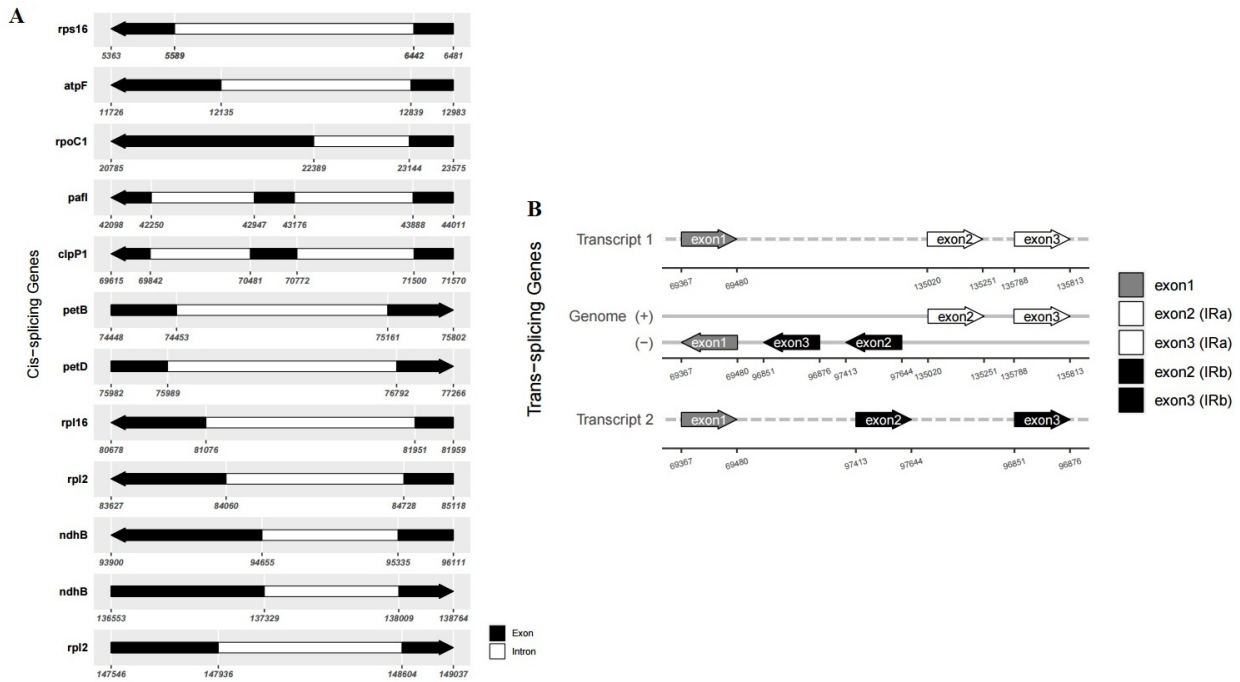 A
Cis-splicing Genes
rps16
5363 5589 6442 6481
atpF
11726 12135 12839 12983
rpoC1
20785 22389 23144 23575
pafI
42098 42250 42947 43176 43888 44011
clpP1
69615 69842 70481 70772 71500 71570
petB
74448 74453 75161 75802
petD
75982 75989 76792 77266
rpl16
80678 81076 81951 81959
rpl2
83627 84060 84728 85118
ndhB
93900 94655 95335 96111
ndhB
136553 137329 138009 138764
rpl2
147546 147936 148604 149037
Exon
Intron
B
Trans-splicing Genes
Transcript 1 exon1 exon2 exon3
69367 69480 135020 135251 135788 135813
Genome (+) exon2 exon3
(−) exon1 exon3 exon2
69367 69480 96851 96876 97413 97644 135020 135251 135788 135813
Transcript 2 exon1 exon2 exon3
69367 69480 97413 97644 96851 96876
exon1
exon2 (IRa)
exon3 (IRa)
exon2 (IRb)
exon3 (IRb)